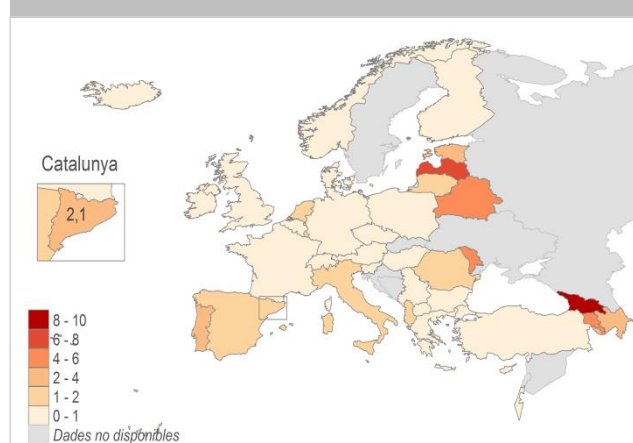 Catalunya
2,1
8 - 10
6 - .8
4 - 6
2 - 4
1 - 2
0 - 1
Dades no disponibles